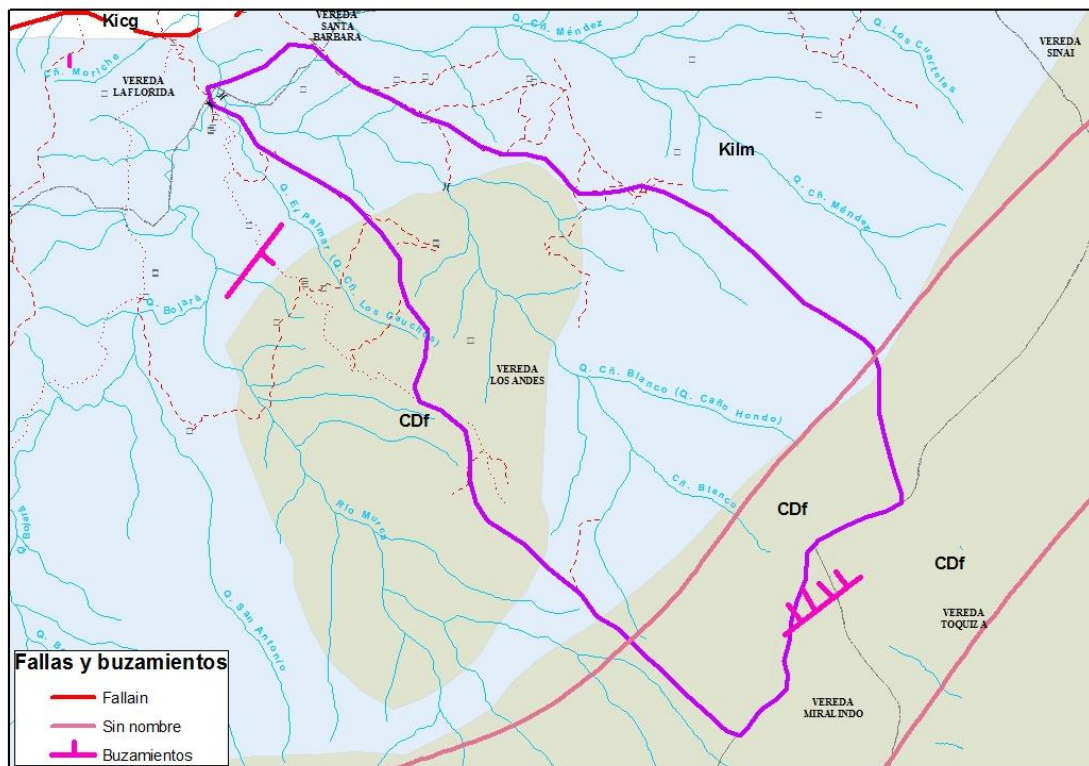 Kicg
VEREDA
SANTA
BARBARA
Q. Cñ. Méndez
Q. Los Cuarteles
VEREDA
SINAI
Cñ. Moriche
VEREDA
LA FLORIDA
Kilm
Q. Cñ. Méndez
Q. El Palmar (Q. Cñ. Los Gauchos)
Q. Bojará
VEREDA
LOS ANDES
Q. Cñ. Blanco (Q. Caño Hondo)
CDf
Cñ. Blanco
Río Murca
CDf
CDf
Q. Bojará
Q. San Antonio
VEREDA
TOQUIZA
VEREDA
MIRALINDO
Fallas y buzamientos
Fallain
Sin nombre
Buzamientos